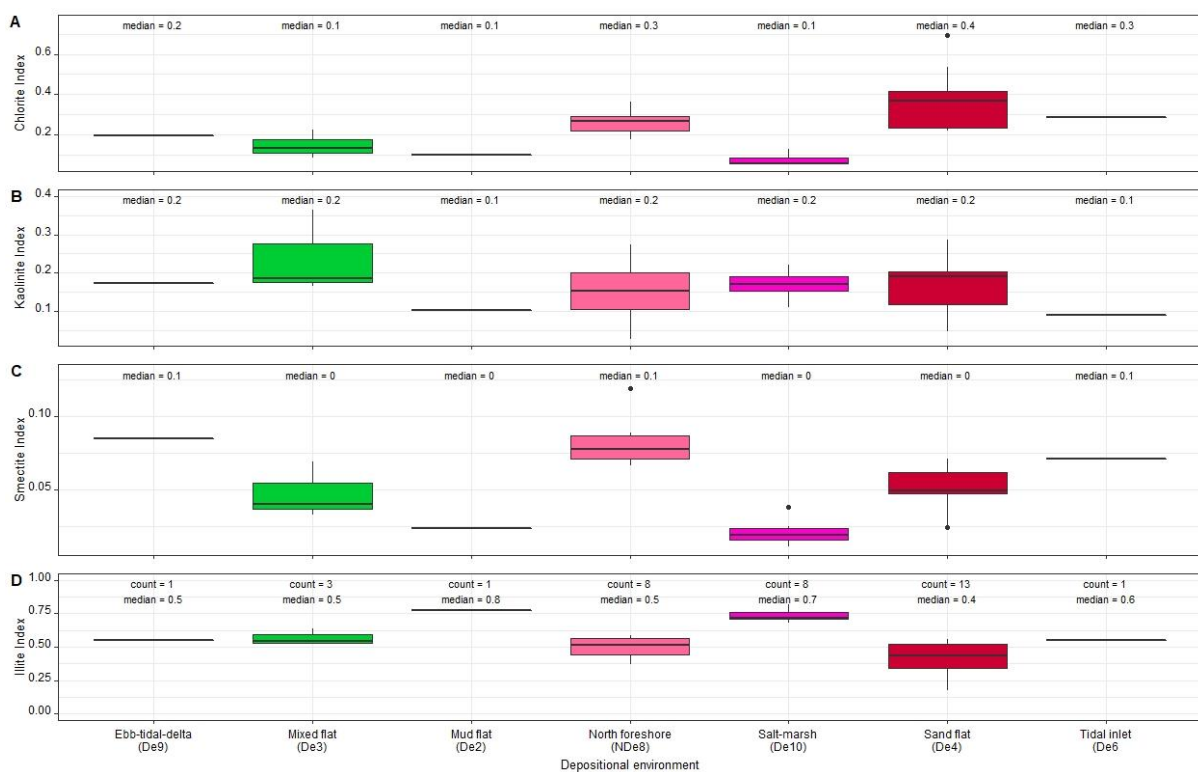 A
median = 0.2 median = 0.1 median = 0.1 median = 0.3 median = 0.1 median = 0.4 median = 0.3
Chlorite Index
0.6
0.4
0.2
B
median = 0.2 median = 0.2 median = 0.1 median = 0.2 median = 0.2 median = 0.2 median = 0.1
Kaolinite Index
0.4
0.3
0.2
0.1
C
median = 0.1 median = 0 median = 0 median = 0.1 median = 0 median = 0 median = 0.1
Smectite Index
0.10
0.05
D
count = 1 count = 3 count = 1 count = 8 count = 8 count = 13 count = 1
median = 0.5 median = 0.5 median = 0.8 median = 0.5 median = 0.7 median = 0.4 median = 0.6
Illite Index
1.00
0.75
0.50
0.25
0.00
Ebb-tidal-delta Mixed flat Mud flat North foreshore Salt-marsh Sand flat Tidal inlet
(De9) (De3) (De2) (NDe8) (De10) (De4) (De6
Depositional environment